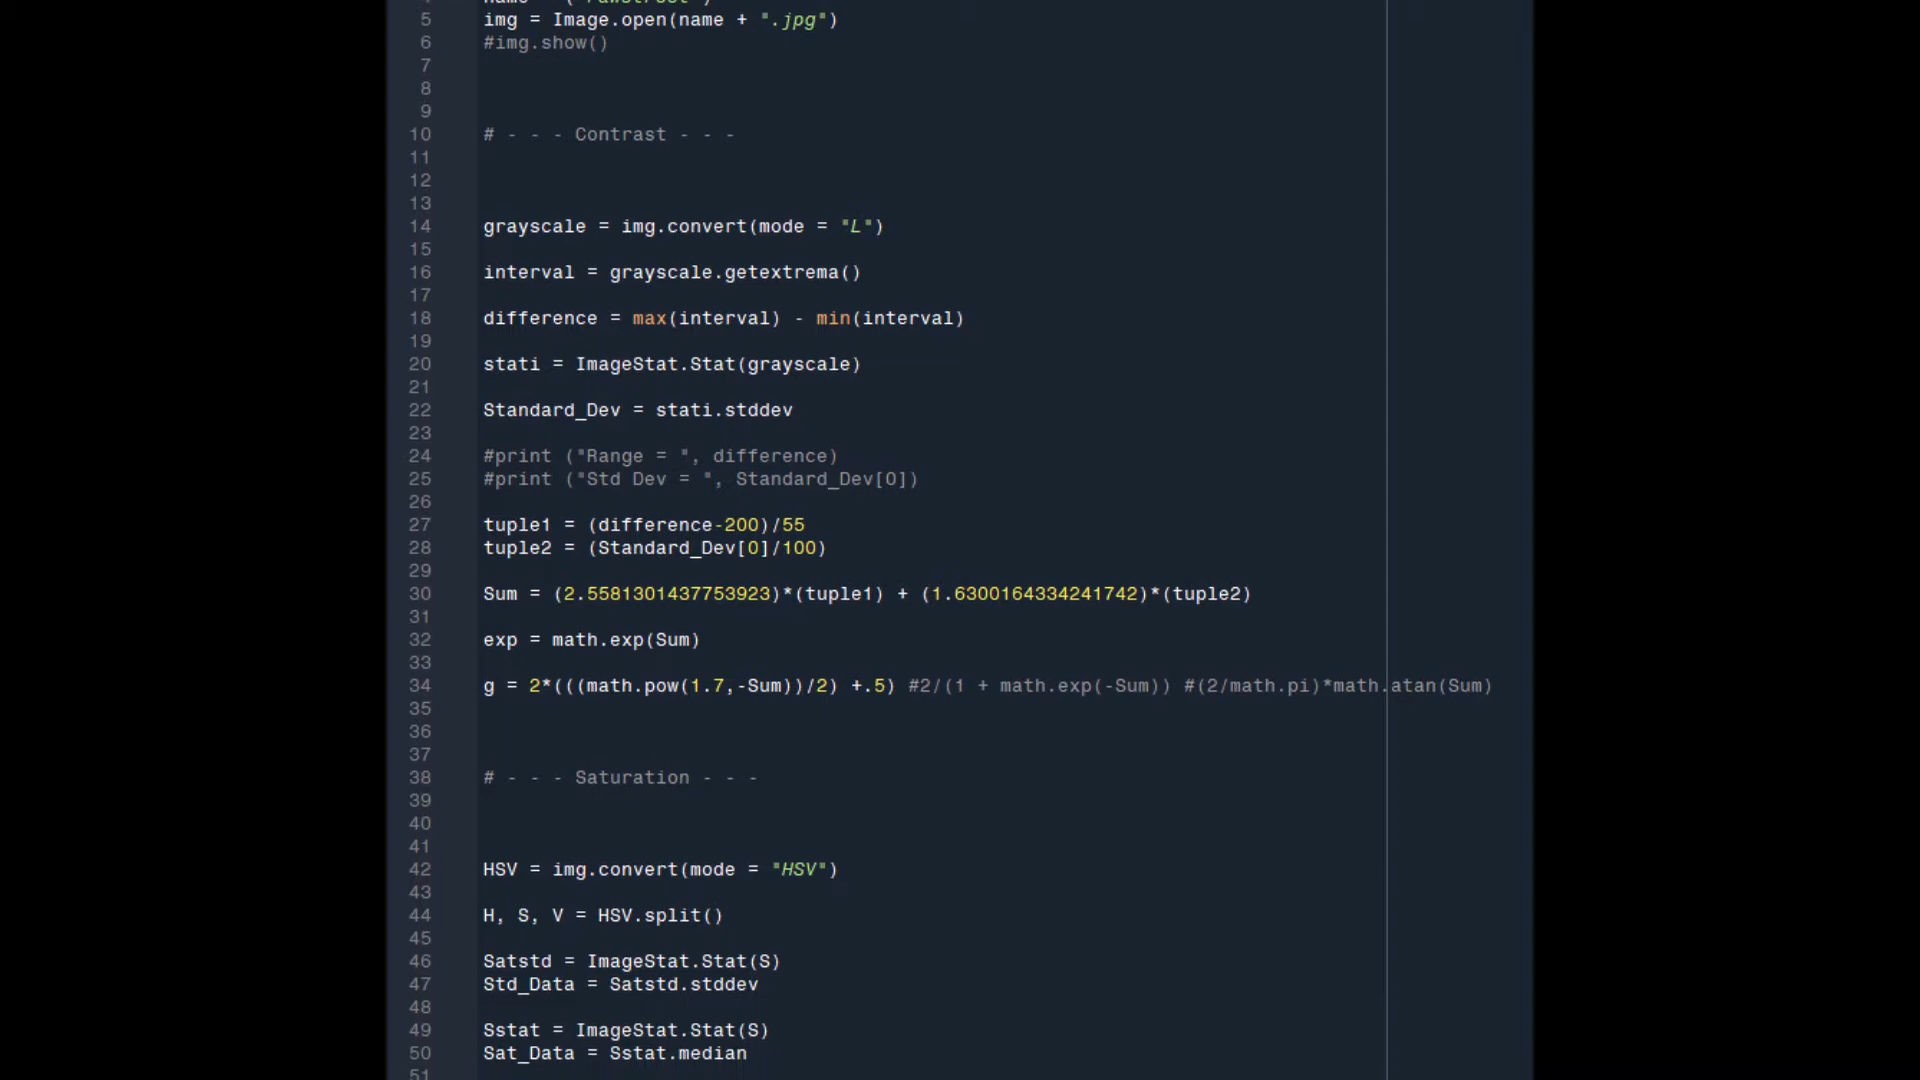 5 img = Image.open(name + ".jpg")
6 #img.show()
7
8
9
10 # - - - Contrast - - -
11
12
13
14 grayscale = img.convert(mode = "L")
15
16 interval = grayscale.getextrema()
17
18 difference = max(interval) - min(interval)
19
20 stati = ImageStat.Stat(grayscale)
21
22 Standard_Dev = stati.stddev
23
24 #print ("Range = ", difference)
25 #print ("Std Dev = ", Standard_Dev[0])
26
27 tuple1 = (difference-200)/55
28 tuple2 = (Standard_Dev[0]/100)
29
30 Sum = (2.5581301437753923)*(tuple1) + (1.6300164334241742)*(tuple2)
31
32 exp = math.exp(Sum)
33
34 g = 2*(((math.pow(1.7,-Sum))/2) +.5) #2/(1 + math.exp(-Sum)) #(2/math.pi)*math.atan(Sum)
35
36
37
38 # - - - Saturation - - -
39
40
41
42 HSV = img.convert(mode = "HSV")
43
44 H, S, V = HSV.split()
45
46 Satstd = ImageStat.Stat(S)
47 Std_Data = Satstd.stddev
48
49 Sstat = ImageStat.Stat(S)
50 Sat_Data = Sstat.median
51